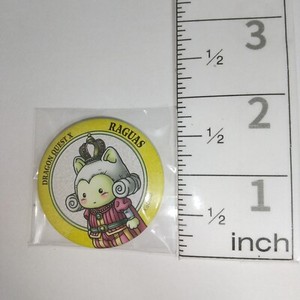 DRAGON QUEST X
RAGUAS
3
1/2
2
1/2
1
1/2
inch